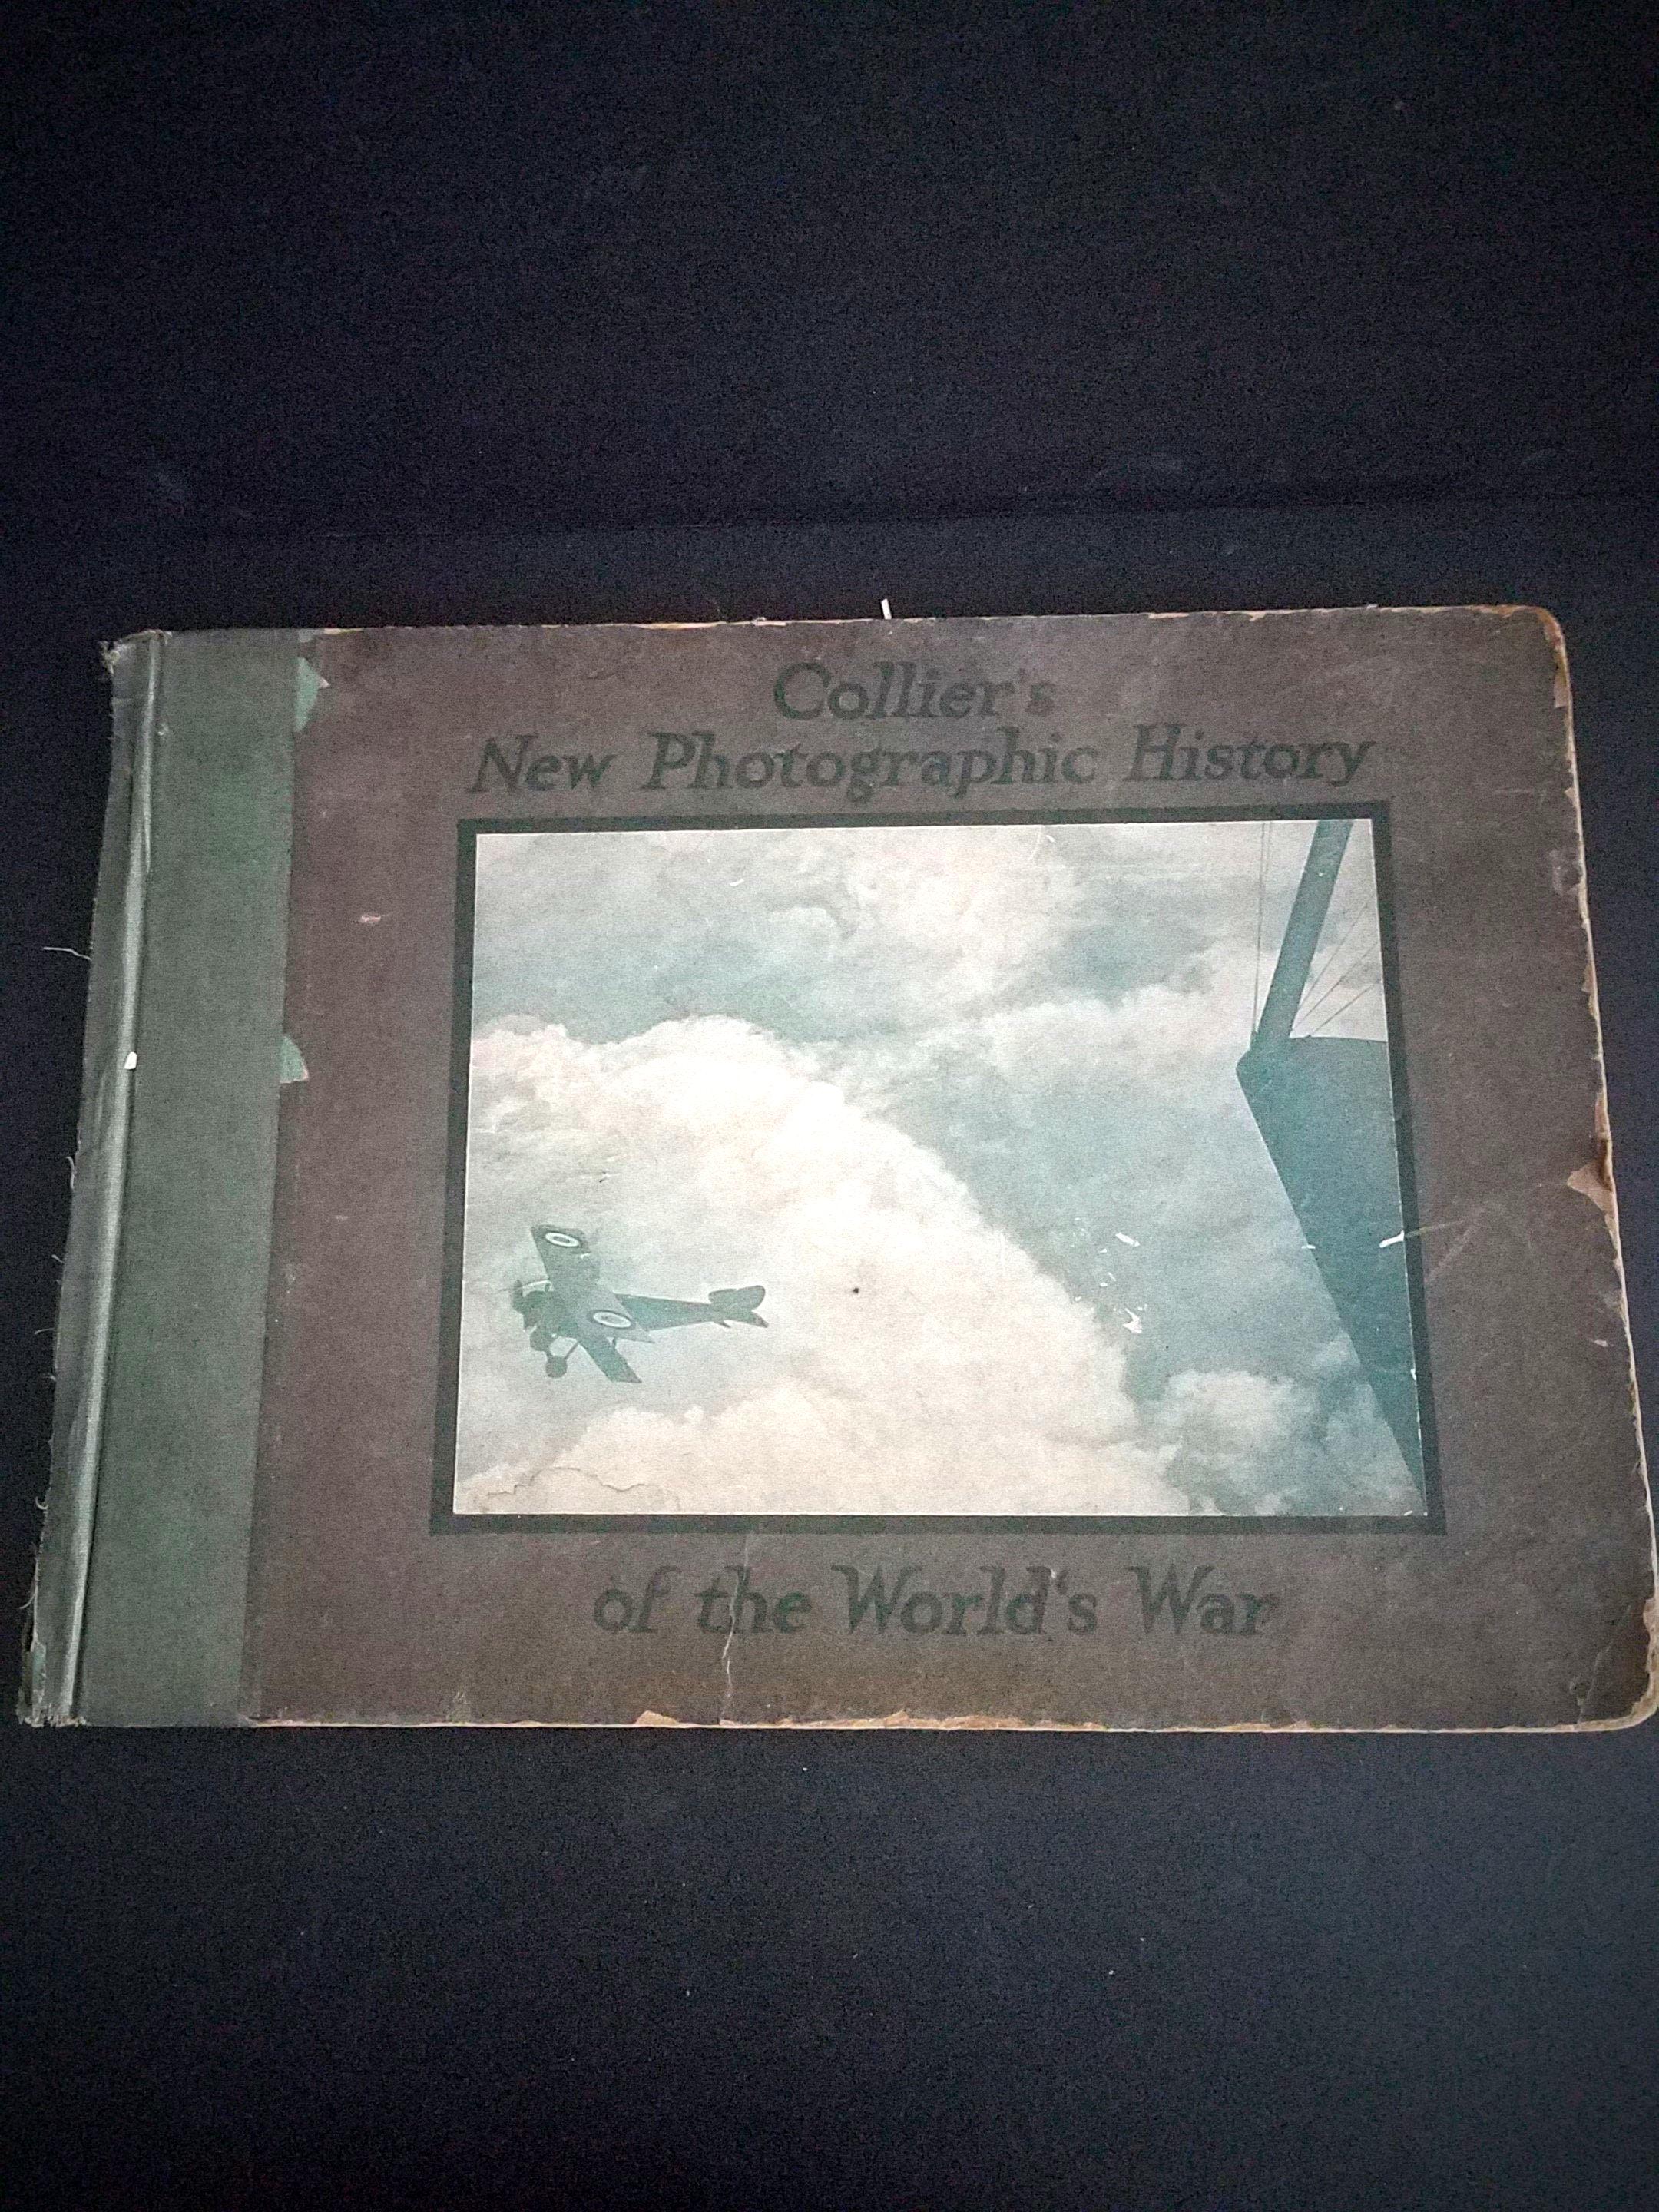 Collier's
New Photographic History
of the World's War